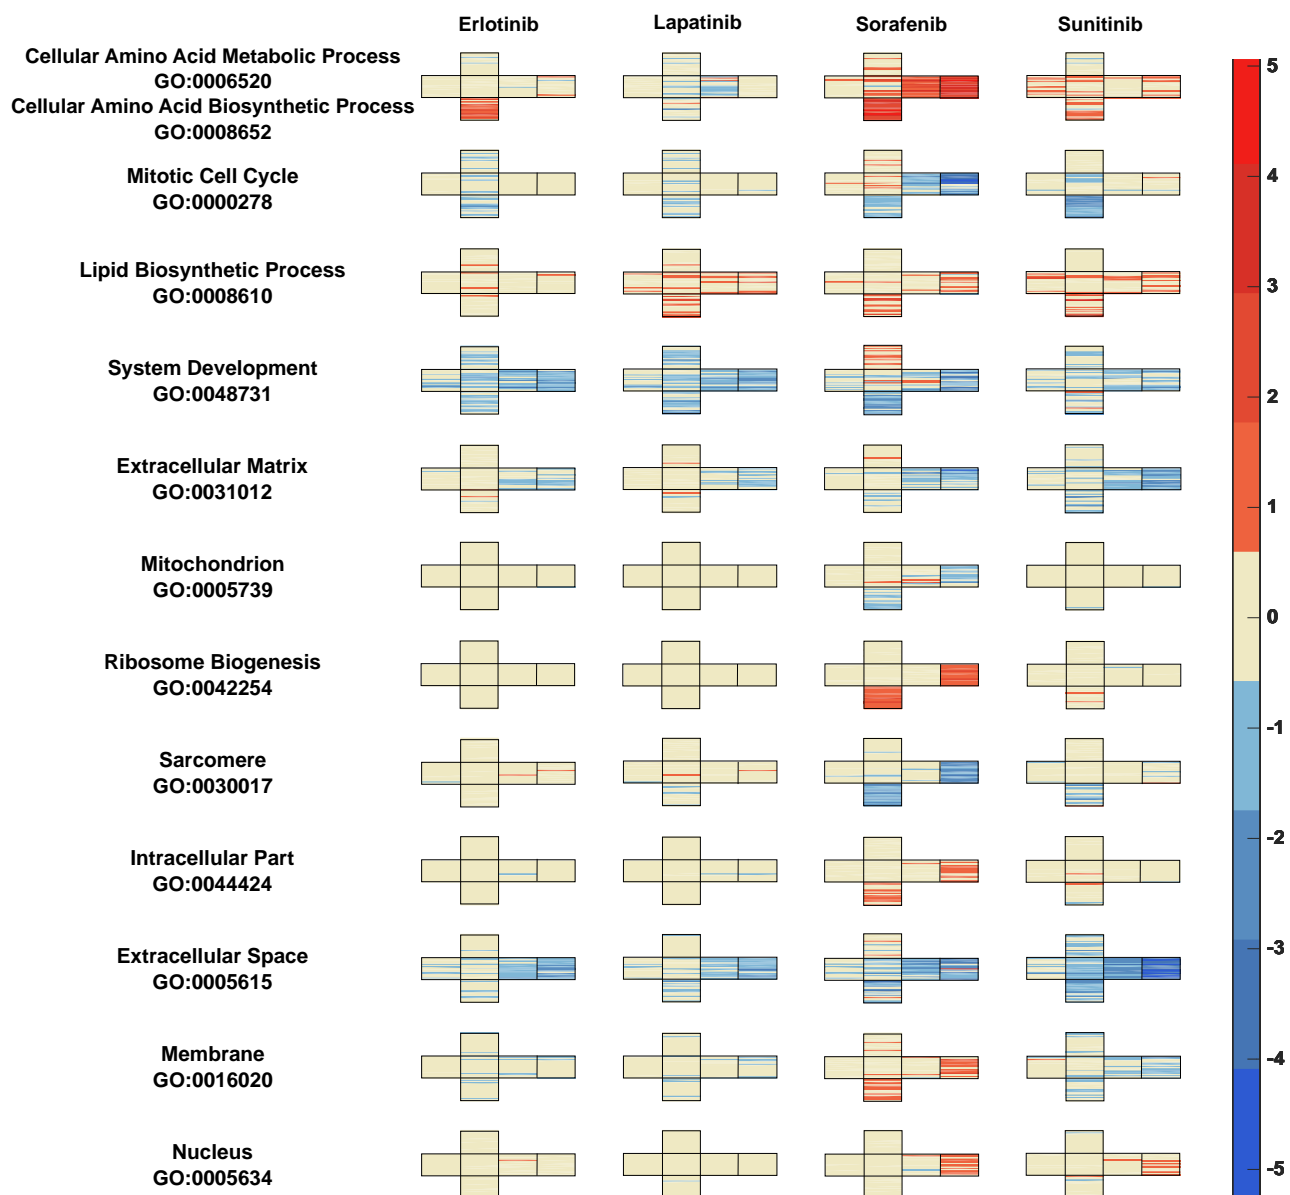 Erlotinib Lapatinib Sorafenib Sunitinib
Cellular Amino Acid Metabolic Process
GO:0006520
Cellular Amino Acid Biosynthetic Process
GO:0008652
Mitotic Cell Cycle
GO:0000278
Lipid Biosynthetic Process
GO:0008610
System Development
GO:0048731
Extracellular Matrix
GO:0031012
Mitochondrion
GO:0005739
Ribosome Biogenesis
GO:0042254
Sarcomere
GO:0030017
Intracellular Part
GO:0044424
Extracellular Space
GO:0005615
Membrane
GO:0016020
Nucleus
GO:0005634
5
4
3
2
1
0
-1
-2
-3
-4
-5